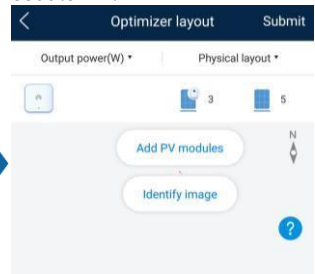 Optimizer layout Submit
Output power(W) Physical layout
3 5
Add PV modules
N
Identify image
?